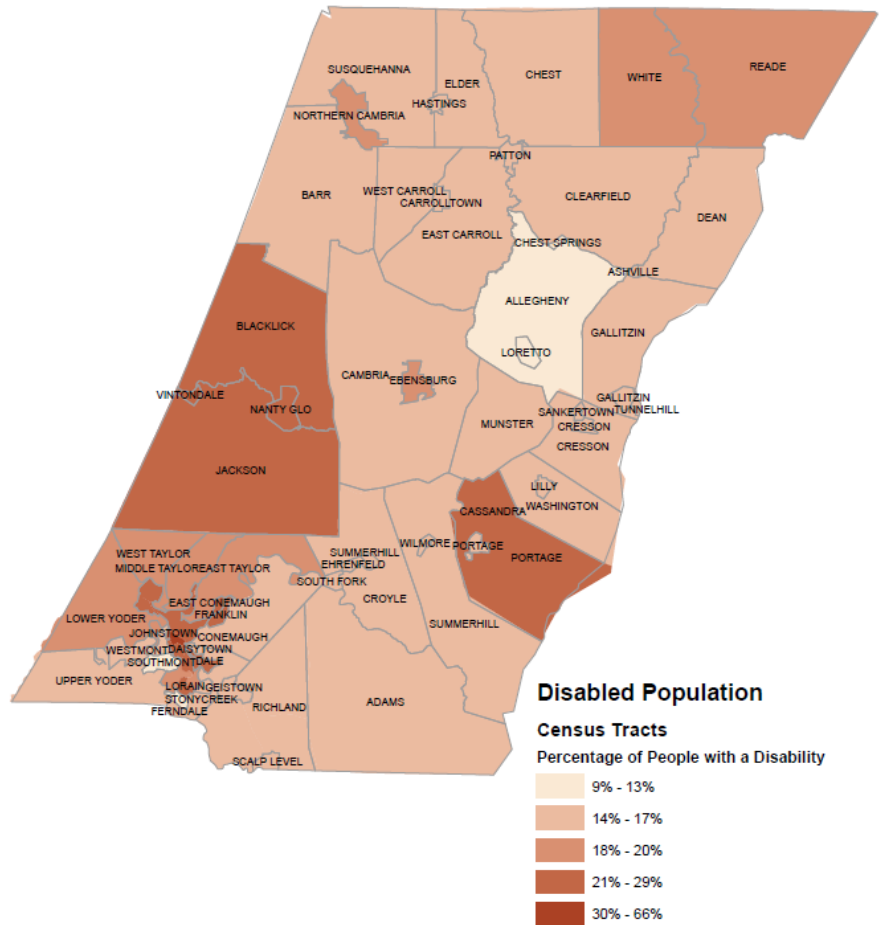 SUSQUEHANNA
ELDER
CHEST
WHITE
READE
HASTINGS
NORTHERN CAMBRIA
PATTON
BARR
WEST CARROLL
CARROLLTOWN
CLEARFIELD
DEAN
EAST CARROLL
CHEST SPRINGS
ASHVILLE
ALLEGHENY
BLACKLICK
GALLITZIN
LORETTO
CAMBRIA
EBENSBURG
VINTONDALE
NANTY GLO
GALLITZIN
TUNNELHILL
SANKERTOWN
MUNSTER
CRESSON
CRESSON
JACKSON
LILLY
WASHINGTON
CASSANDRA
WILMORE
PORTAGE
PORTAGE
WEST TAYLOR
SUMMERHILL
EHRENFELD
MIDDLE TAYLOR
EAST TAYLOR
SOUTH FORK
CROYLE
EAST CONEMAUGH
FRANKLIN
LOWER YODER
SUMMERHILL
JOHNSTOWN
CONEMAUGH
WESTMONT
DAISYTOWN
SOUTHMONT
DALE
UPPER YODER
LORAIN
GEISTOWN
STONYCREEK
FERNDALE
RICHLAND
ADAMS
SCALP LEVEL
Disabled Population
Census Tracts
Percentage of People with a Disability
9% - 13%
14% - 17%
18% - 20%
21% - 29%
30% - 66%